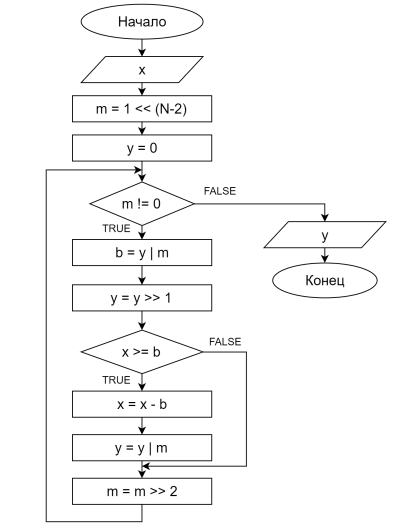 Начало
x
m = 1 << (N-2)
y = 0
m != 0
FALSE
TRUE
y
b = y | m
Конец
y = y >> 1
x >= b
FALSE
TRUE
x = x - b
y = y | m
m = m >> 2